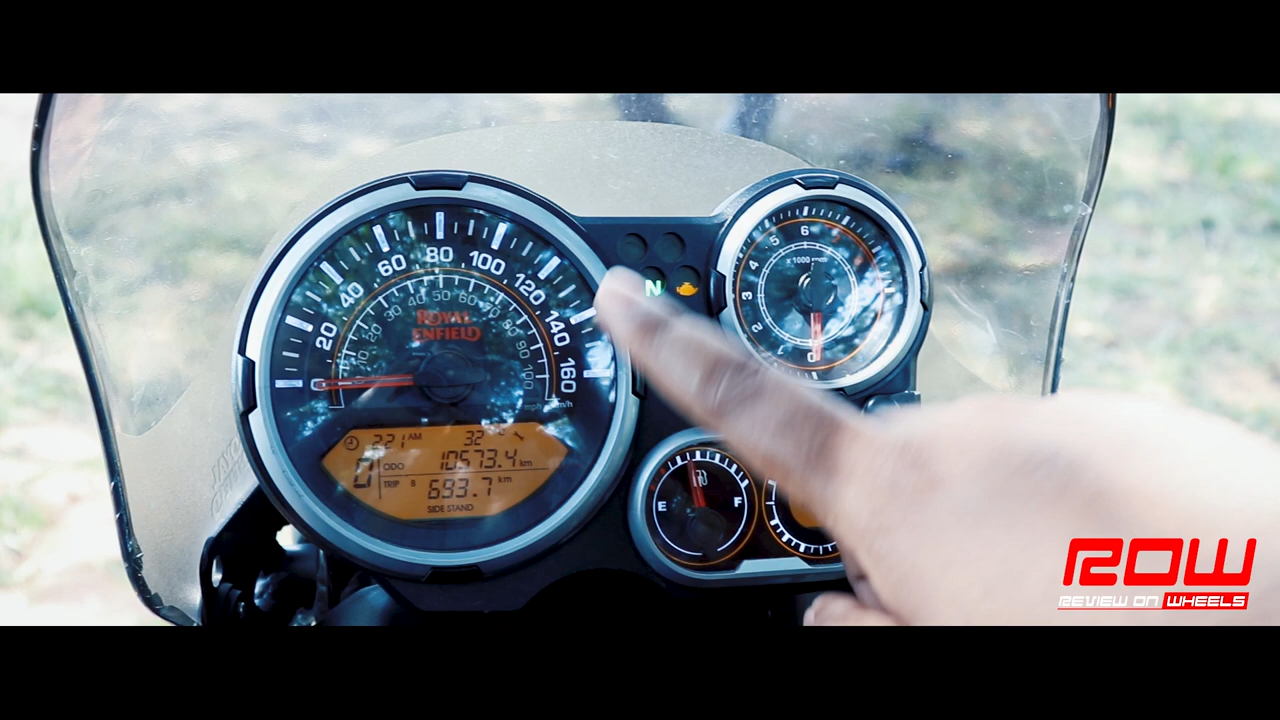 20 40 60 80 100 120 140 160
10 20 30 40 50 60 70 80 90 100
mph km/h
ROYAL
ENFIELD
2:21 AM 32 °C
0 ODO 10573.4 km
TRIP B 693.7 km
SIDE STAND
N
0 1 2 3 4 5 6
x 1000 rpm
E F
ROW
REVIEW ON WHEELS